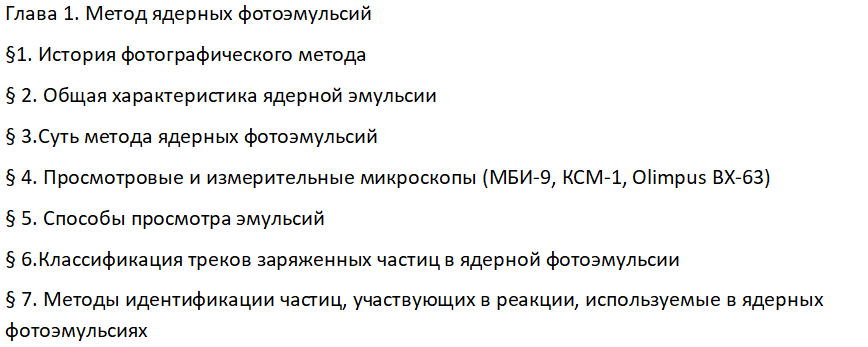 Глава 1. Метод ядерных фотоэмульсий
§1. История фотографического метода
§ 2. Общая характеристика ядерной эмульсии
§ 3.Суть метода ядерных фотоэмульсий
§ 4. Просмотровые и измерительные микроскопы (МБИ-9, КСМ-1, Olimpus BX-63)
§ 5. Способы просмотра эмульсий
§ 6.Классификация треков заряженных частиц в ядерной фотоэмульсии
§ 7. Методы идентификации частиц, участвующих в реакции, используемые в ядерных
фотоэмульсиях